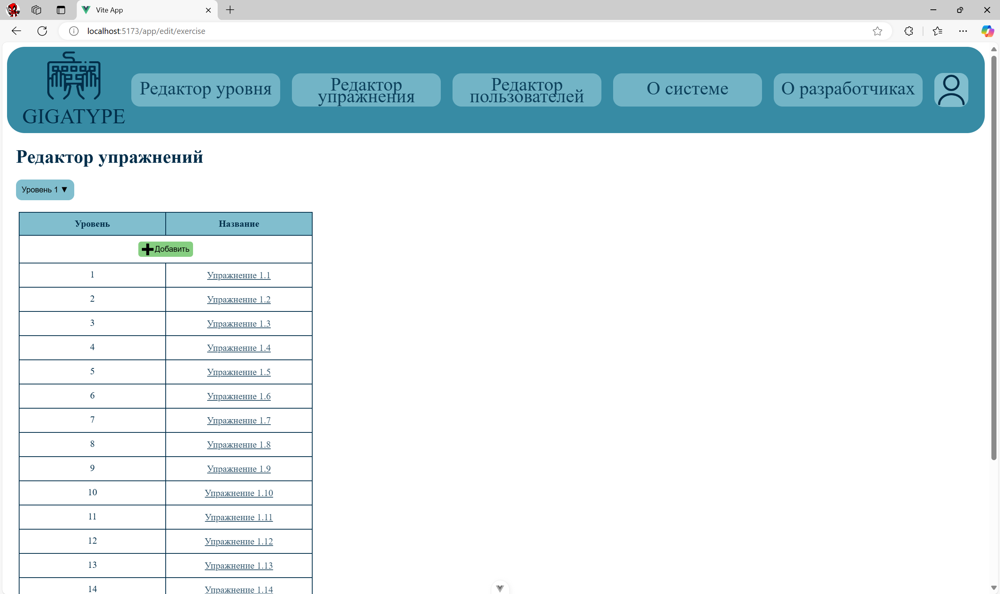 Vite App
localhost:5173/app/edit/exercise
GIGATYPE
Редактор уровня
Редактор
упражнения
Редактор
пользователей
О системе
О разработчиках
Редактор упражнений
Уровень 1 ▼
Уровень Название
Добавить
1 Упражнение 1.1
2 Упражнение 1.2
3 Упражнение 1.3
4 Упражнение 1.4
5 Упражнение 1.5
6 Упражнение 1.6
7 Упражнение 1.7
8 Упражнение 1.8
9 Упражнение 1.9
10 Упражнение 1.10
11 Упражнение 1.11
12 Упражнение 1.12
13 Упражнение 1.13
14 Упражнение 1.14